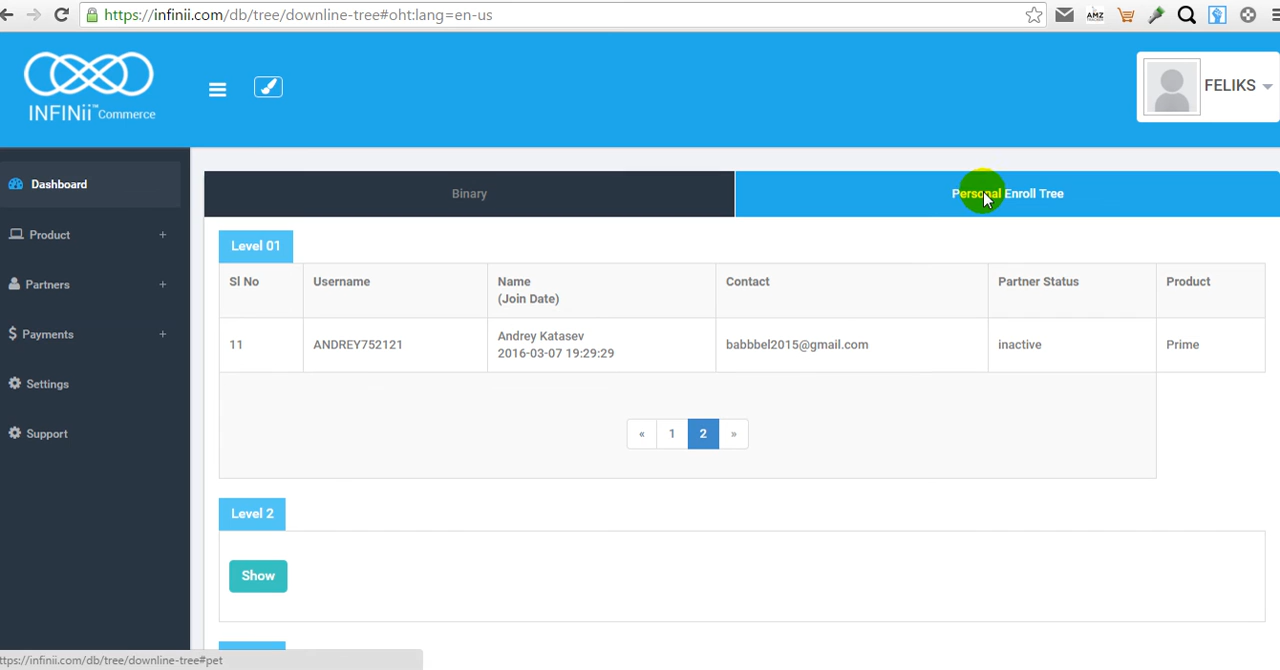 https://infinii.com/db/tree/downline-tree#oht:lang=en-us
AMZ
INFINii™Commerce
FELIKS
Dashboard
Product +
Partners +
$ Payments +
Settings
Support
Binary
Personal Enroll Tree
Level 01
Sl No
Username
Name
(Join Date)
Contact
Partner Status
Product
11
ANDREY752121
Andrey Katasev
2016-03-07 19:29:29
babbbel2015@gmail.com
inactive
Prime
« 1 2 »
Level 2
Show
ttps://infinii.com/db/tree/downline-tree#pet